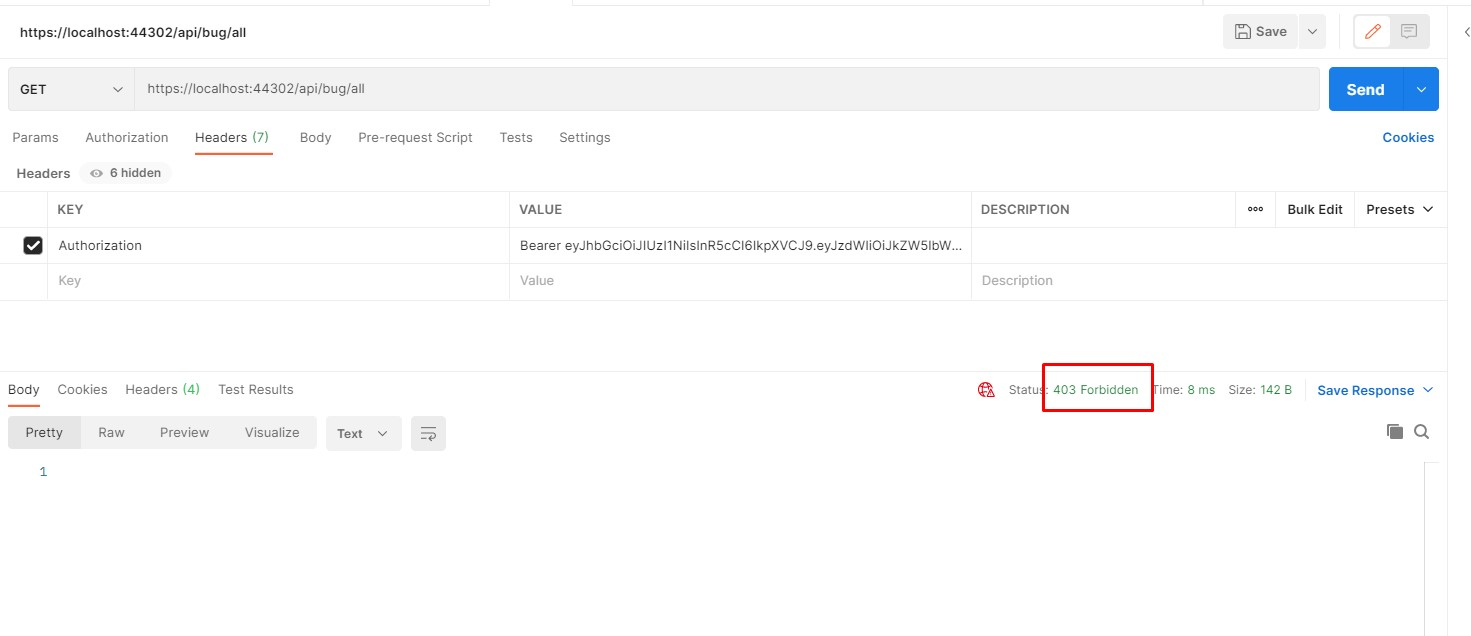 https://localhost:44302/api/bug/all
Save
GET
https://localhost:44302/api/bug/all
Send
Params Authorization Headers (7) Body Pre-request Script Tests Settings Cookies
Headers 6 hidden
KEY VALUE DESCRIPTION ooo Bulk Edit Presets
Authorization Bearer eyJhbGciOiJIUzI1NiIsInR5cCI6IkpXVCJ9.eyJzdWIiOiJkZW5lbW...
Key Value Description
Body Cookies Headers (4) Test Results Status: 403 Forbidden Time: 8 ms Size: 142 B Save Response
Pretty Raw Preview Visualize Text
1